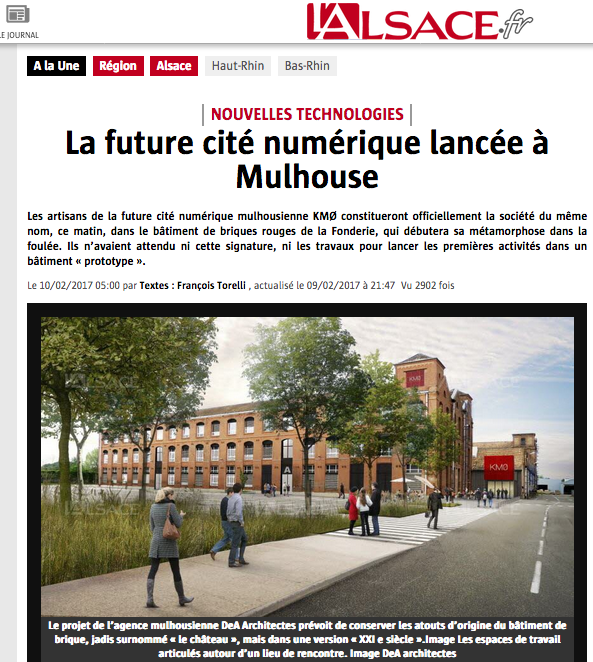 LE JOURNAL
L'ALSACE.fr
A la Une Région Alsace Haut-Rhin Bas-Rhin
NOUVELLES TECHNOLOGIES
La future cité numérique lancée à
Mulhouse
Les artisans de la future cité numérique mulhousienne KMØ constitueront officiellement la société du même
nom, ce matin, dans le bâtiment de briques rouges de la Fonderie, qui débutera sa métamorphose dans la
foulée. Ils n'avaient attendu ni cette signature, ni les travaux pour lancer les premières activités dans un
bâtiment « prototype ».
Le 10/02/2017 05:00 par Textes : François Torelli , actualisé le 09/02/2017 à 21:47 Vu 2902 fois
L'ALSACE
L'ALSACE
KMØ
KMØ
A
L'ALSACE
L'ALSACE
Le projet de l'agence mulhousienne DeA Architectes prévoit de conserver les atouts d'origine du bâtiment de
brique, jadis surnommé « le château », mais dans une version « XXI e siècle ».Image Les espaces de travail
articulés autour d'un lieu de rencontre. Image DeA architectes